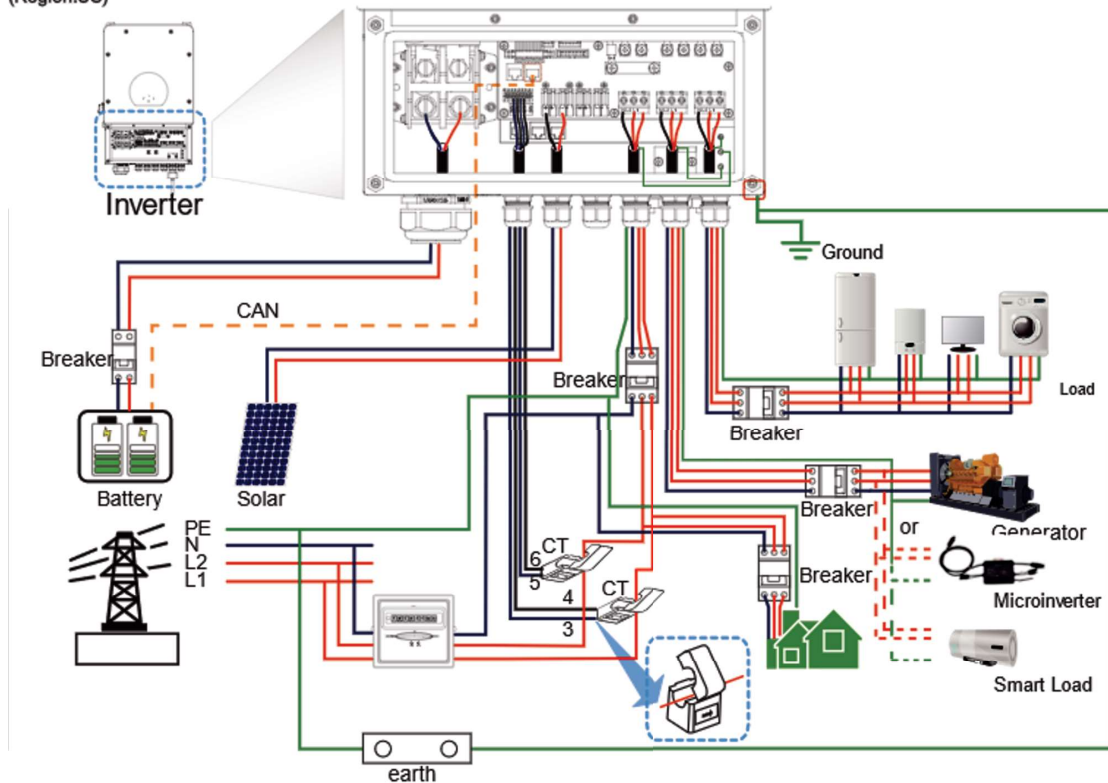 Inverter
Ground
CAN
Breaker
Breaker
Load
Breaker
Battery
Solar
Breaker
Generator
or
PE
N
L2
L1
6
CT
5
Breaker
4
CT
3
Microinverter
Smart Load
earth